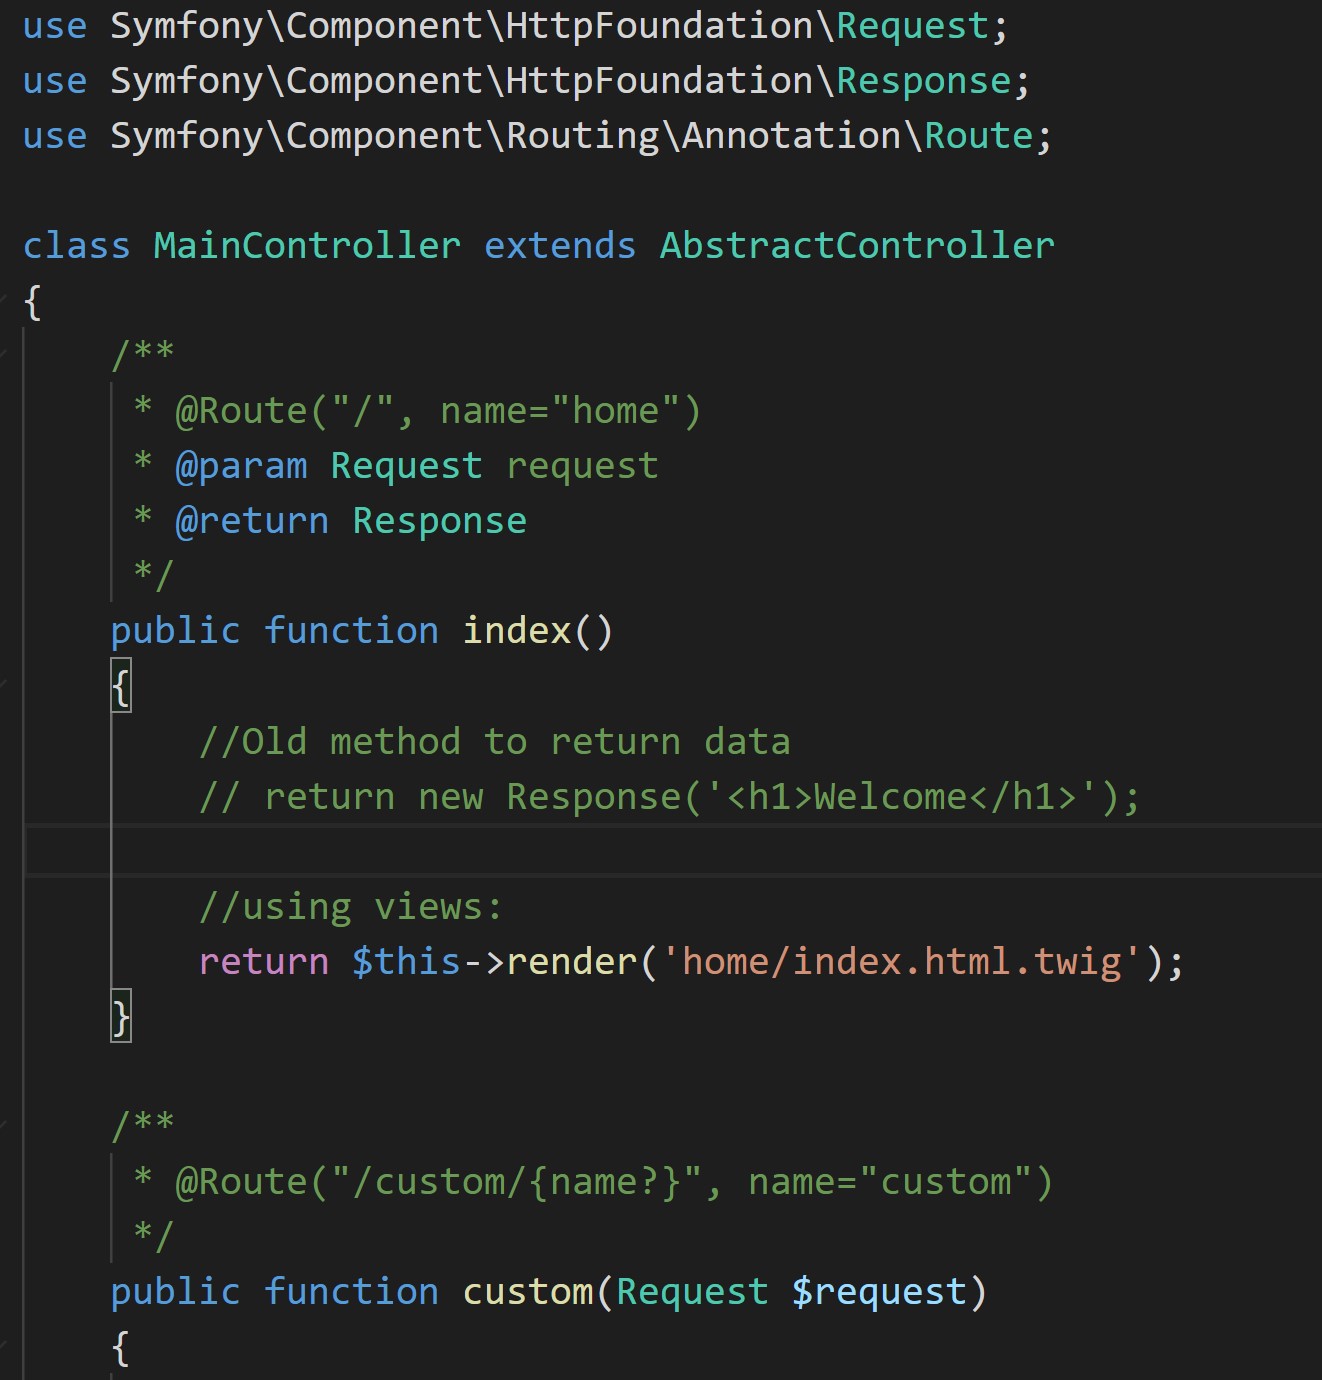 use Symfony\Component\HttpFoundation\Request;
use Symfony\Component\HttpFoundation\Response;
use Symfony\Component\Routing\Annotation\Route;

class MainController extends AbstractController
{
    /**
     * @Route("/", name="home")
     * @param Request request
     * @return Response
     */
    public function index()
    {
        //Old method to return data
        // return new Response('<h1>Welcome</h1>');

        //using views:
        return $this->render('home/index.html.twig');
    }

    /**
     * @Route("/custom/{name?}", name="custom")
     */
    public function custom(Request $request)
    {